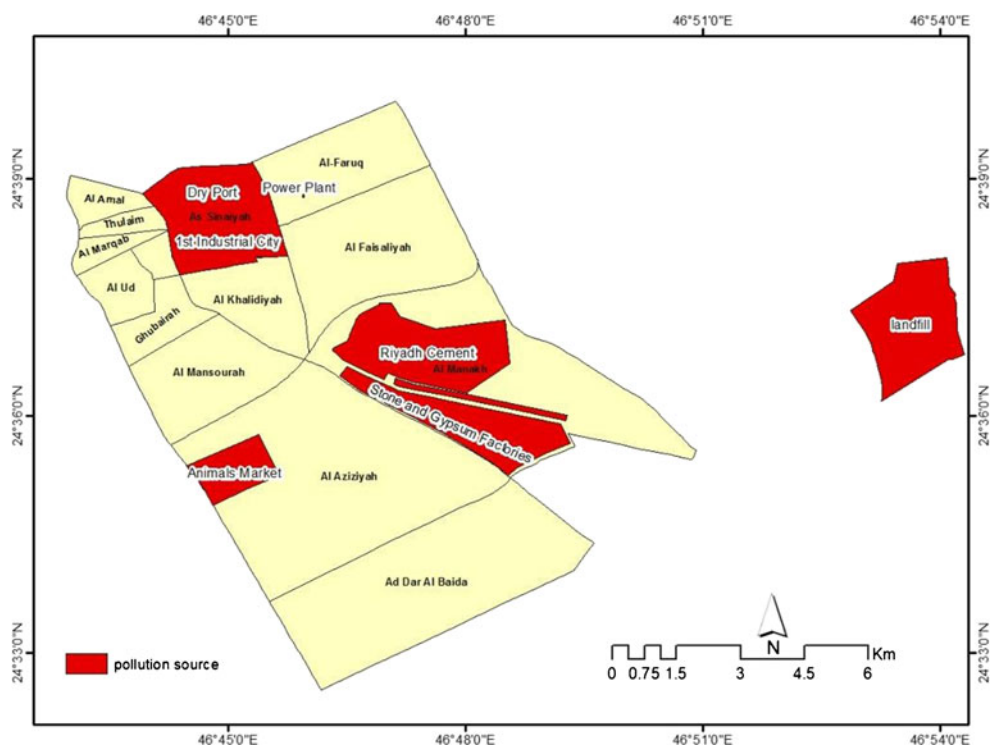 46°45'0"E
46°48'0"E
46°51'0"E
46°54'0"E
24°39'0"N
24°39'0"N
Al-Faruq
Power Plant
Dry Port
Al Amal
As Sinaiyah
Thulaim
1st-Industrial City
Al Marqab
Al Faisaliyah
Al Ud
Al Khalidiyah
Ghubairah
landfill
Riyadh Cement
Al Manakh
Al Mansourah
Stone and Gypsum Factories
24°36'0"N
24°36'0"N
Animals Market
Al Aziziyah
Ad Dar Al Baida
N
24°33'0"N
24°33'0"N
pollution source
Km
0 0.75 1.5 3 4.5 6
46°45'0"E
46°48'0"E
46°51'0"E
46°54'0"E